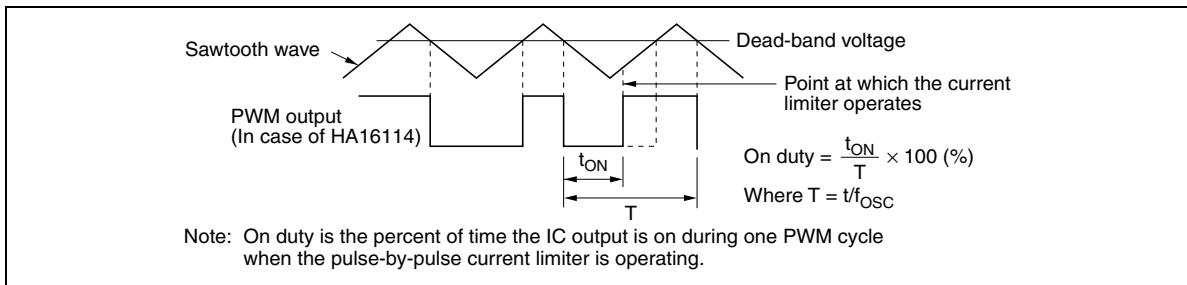 Sawtooth wave
Dead-band voltage
Point at which the current
limiter operates
PWM output
(In case of HA16114)
tON
T
On duty = tON/T × 100 (%)
Where T = t/fOSC
Note: On duty is the percent of time the IC output is on during one PWM cycle
when the pulse-by-pulse current limiter is operating.